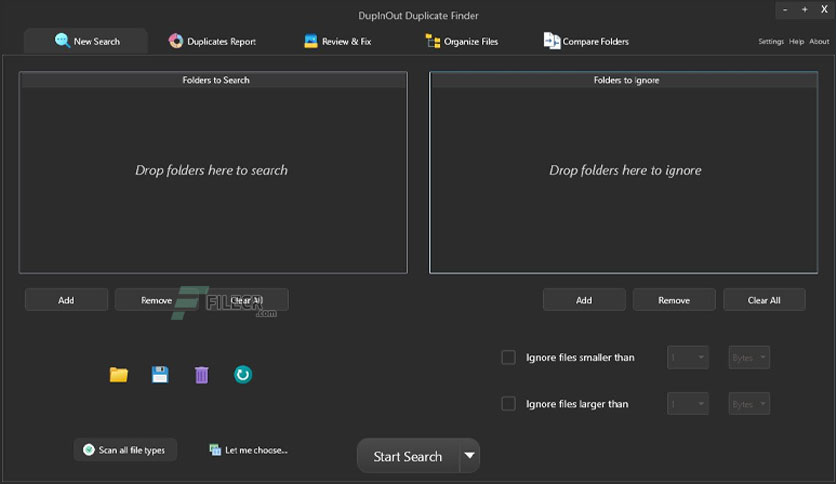 DupInOut Duplicate Finder
- + X
New Search Duplicates Report Review & Fix Organize Files Compare Folders Settings Help About
Folders to Search
Drop folders here to search
Add Remove Clear All
Folders to Ignore
Drop folders here to ignore
Add Remove Clear All
FILECR
.com
Ignore files smaller than 1 Bytes
Ignore files larger than 1 Bytes
Scan all file types Let me choose...
Start Search